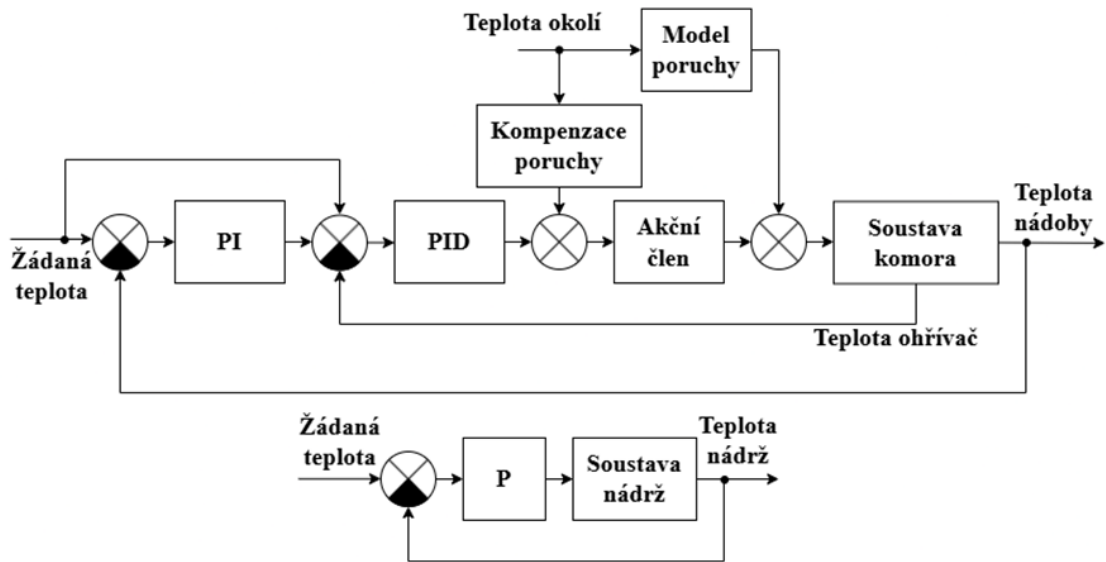 Teplota okolí
Model
poruchy
Kompenzace
poruchy
Žádaná
teplota
PI
PID
Akční
člen
Soustava
komora
Teplota
nádoby
Teplota ohřívač
Žádaná
teplota
P
Soustava
nádrž
Teplota
nádrž